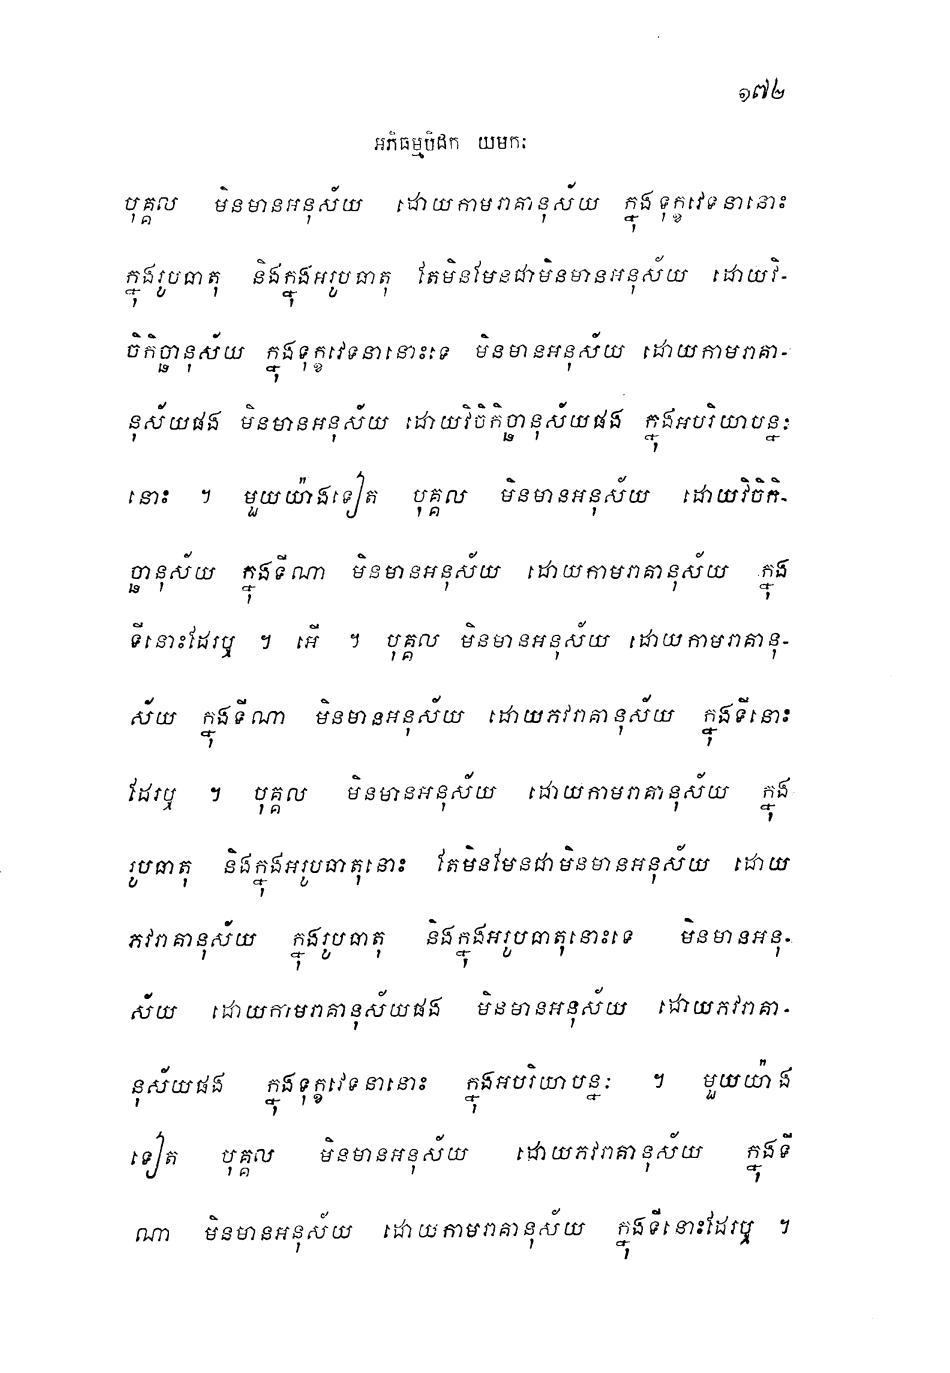 ១៧២
អភិធម្មបិដក យមកៈ
បុគ្គល មិនមានអនុស័យ ដោយកាមរាគានុស័យ ក្នុងទុក្ខវេទនានោះ
ក្នុងរូបធាតុ និងក្នុងអរូបធាតុ តែមិនមែនជាមិនមានអនុស័យ ដោយវិ-
ចិកិច្ឆានុស័យ ក្នុងទុក្ខវេទនានោះទេ មិនមានអនុស័យ ដោយកាមរាគា-
នុស័យផង មិនមានអនុស័យ ដោយវិចិកិច្ឆានុស័យផង ក្នុងអបរិយាបន្នៈ
នោះ ។ មួយយ៉ាងទៀត បុគ្គល មិនមានអនុស័យ ដោយវិចិកិ-
ច្ឆានុស័យ ក្នុងទីណា មិនមានអនុស័យ ដោយកាមរាគានុស័យ ក្នុង
ទីនោះដែរឬ ។ អើ ។ បុគ្គល មិនមានអនុស័យ ដោយកាមរាគានុ-
ស័យ ក្នុងទីណា មិនមានអនុស័យ ដោយភវរាគានុស័យ ក្នុងទីនោះ
ដែរឬ ។ បុគ្គល មិនមានអនុស័យ ដោយកាមរាគានុស័យ ក្នុង
រូបធាតុ និងក្នុងអរូបធាតុនោះ តែមិនមែនជាមិនមានអនុស័យ ដោយ
ភវរាគានុស័យ ក្នុងរូបធាតុ និងក្នុងអរូបធាតុនោះទេ មិនមានអនុ-
ស័យ ដោយកាមរាគានុស័យផង មិនមានអនុស័យ ដោយភវរាគា-
នុស័យផង ក្នុងទុក្ខវេទនានោះ ក្នុងអបរិយាបន្នៈ ។ មួយយ៉ាង
ទៀត បុគ្គល មិនមានអនុស័យ ដោយភវរាគានុស័យ ក្នុងទី
ណា មិនមានអនុស័យ ដោយកាមរាគានុស័យ ក្នុងទីនោះដែរឬ ។